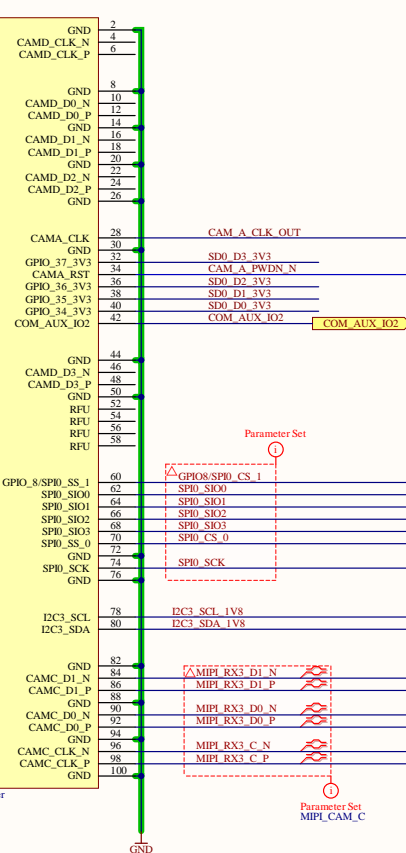 GND 2
CAMD_CLK_N 4
CAMD_CLK_P 6
GND 8
CAMD_D0_N 10
CAMD_D0_P 12
GND 14
CAMD_D1_N 16
CAMD_D1_P 18
GND 20
CAMD_D2_N 22
CAMD_D2_P 24
GND 26
CAMA_CLK 28 CAM_A_CLK_OUT
GND 30
GPIO_37_3V3 32 SD0_D3_3V3
CAMA_RST 34 CAM_A_PWDN_N
GPIO_36_3V3 36 SD0_D2_3V3
GPIO_35_3V3 38 SD0_D1_3V3
GPIO_34_3V3 40 SD0_D0_3V3
COM_AUX_IO2 42 COM_AUX_IO2 COM_AUX_IO2
GND 44
CAMD_D3_N 46
CAMD_D3_P 48
GND 50
RFU 52
RFU 54
RFU 56
RFU 58
Parameter Set
i
GPIO_8/SPI0_SS_1 60 GPIO8/SPI0_CS_1
SPI0_SIO0 62 SPI0_SIO0
SPI0_SIO1 64 SPI0_SIO1
SPI0_SIO2 66 SPI0_SIO2
SPI0_SIO3 68 SPI0_SIO3
SPI0_SS_0 70 SPI0_CS_0
GND 72
SPI0_SCK 74 SPI0_SCK
GND 76
I2C3_SCL 78 I2C3_SCL_1V8
I2C3_SDA 80 I2C3_SDA_1V8
GND 82
CAMC_D1_N 84 MIPI_RX3_D1_N
CAMC_D1_P 86 MIPI_RX3_D1_P
GND 88
CAMC_D0_N 90 MIPI_RX3_D0_N
CAMC_D0_P 92 MIPI_RX3_D0_P
GND 94
CAMC_CLK_N 96 MIPI_RX3_C_N
CAMC_CLK_P 98 MIPI_RX3_C_P
GND 100
i
er
Parameter Set
MIPI_CAM_C
GND